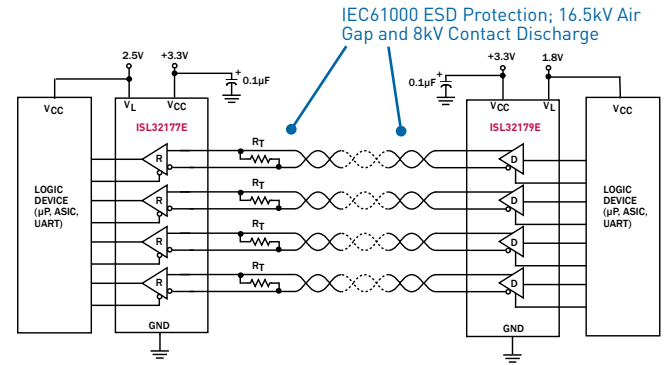 IEC61000 ESD Protection; 16.5kV Air
Gap and 8kV Contact Discharge
2.5V
+3.3V
+
0.1µF
+3.3V
1.8V
+
0.1µF
VCC
VL
VCC
ISL32177E
VCC
VL
ISL32179E
VCC
LOGIC
DEVICE
(µP, ASIC,
UART)
R
RT
D
R
RT
D
R
RT
D
R
RT
D
LOGIC
DEVICE
(µP, ASIC,
UART)
GND
GND